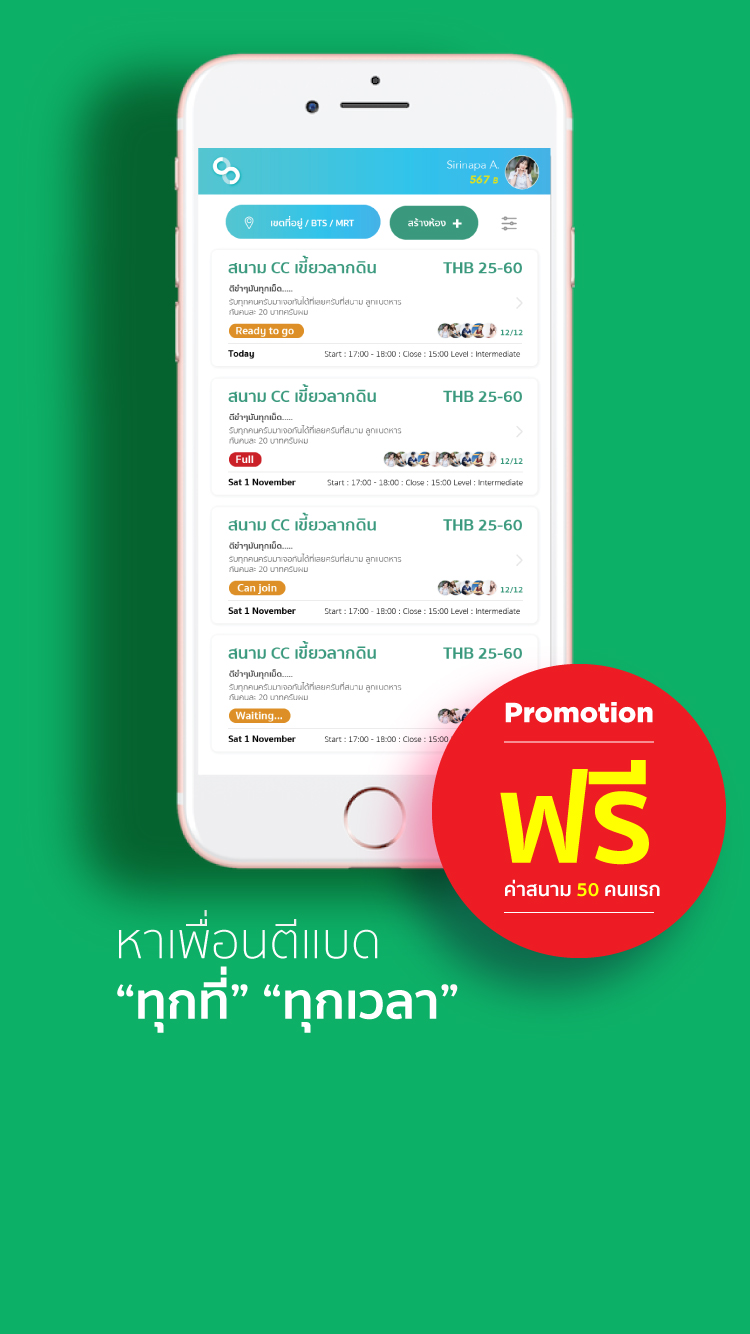 Sirinapa A.
567 ฿
เขตที่อยู่ / BTS / MRT
สร้างห้อง +
สนาม CC เขี้ยวลากดิน THB 25-60
ตีขำๆมันทุกเม็ด.....
รับทุกคนครับมาเจอกันได้ที่เลยครับที่สนาม ลูกแบดหาร
กันคนละ 20 บาทครับผม
Ready to go 12/12
Today Start : 17:00 - 18:00 : Close : 15:00 Level : Intermediate
สนาม CC เขี้ยวลากดิน THB 25-60
ตีขำๆมันทุกเม็ด.....
รับทุกคนครับมาเจอกันได้ที่เลยครับที่สนาม ลูกแบดหาร
กันคนละ 20 บาทครับผม
Full 12/12
Sat 1 November Start : 17:00 - 18:00 : Close : 15:00 Level : Intermediate
สนาม CC เขี้ยวลากดิน THB 25-60
ตีขำๆมันทุกเม็ด.....
รับทุกคนครับมาเจอกันได้ที่เลยครับที่สนาม ลูกแบดหาร
กันคนละ 20 บาทครับผม
Can join 12/12
Sat 1 November Start : 17:00 - 18:00 : Close : 15:00 Level : Intermediate
สนาม CC เขี้ยวลากดิน THB 25-60
ตีขำๆมันทุกเม็ด.....
รับทุกคนครับมาเจอกันได้ที่เลยครับที่สนาม ลูกแบดหาร
กันคนละ 20 บาทครับผม
Waiting...
Sat 1 November Start : 17:00 - 18:00 : Close : 15:00
Promotion
ฟรี
ค่าสนาม 50 คนแรก
หาเพื่อนตีแบด
“ทุกที่” “ทุกเวลา”